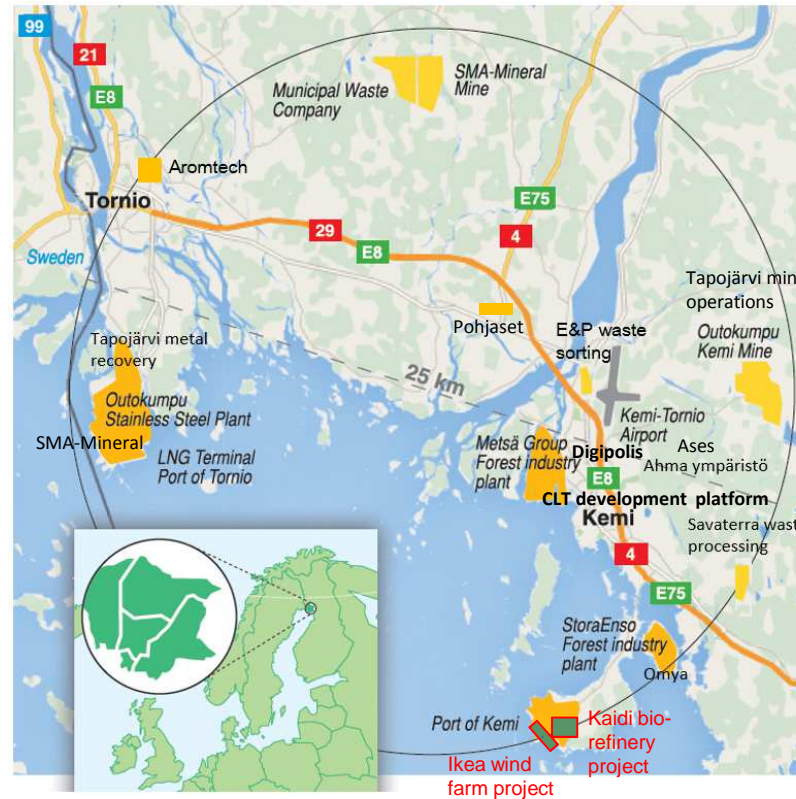 99
21
E8
Municipal Waste
Company
SMA-Mineral
Mine
Aromtech
Tornio
E75
4
29
E8
Sweden
Tapojärvi min
operations
Pohjaset
E&P waste
sorting
Outokumpu
Kemi Mine
Tapojärvi metal
recovery
25 km
Outokumpu
Stainless Steel Plant
Kemi-Tornio
Airport
SMA-Mineral
LNG Terminal
Port of Tornio
Metsä Group
Forest industry
plant
Digipolis
Ases
Ahma ympäristö
E8
CLT development platform
Kemi
Savaterra wast
processing
4
E75
StoraEnso
Forest industry
plant
Omya
Port of Kemi
Kaidi bio-
refinery
project
Ikea wind
farm project